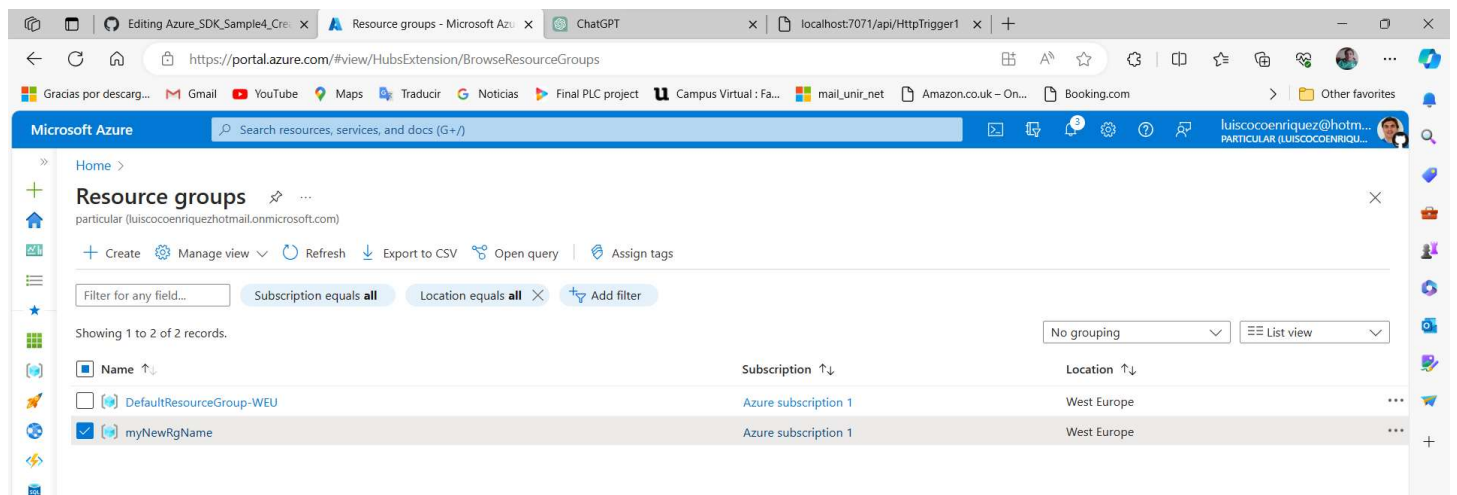 Editing Azure_SDK_Sample4_Cre
Resource groups - Microsoft Azu
ChatGPT
localhost:7071/api/HttpTrigger1
https://portal.azure.com/#view/HubsExtension/BrowseResourceGroups
Gracias por descarg...
Gmail
YouTube
Maps
Traducir
Noticias
Final PLC project
Campus Virtual : Fa...
mail_unir_net
Amazon.co.uk – On...
Booking.com
Other favorites
Microsoft Azure
Search resources, services, and docs (G+/)
3
luiscocoenriquez@hotm...
PARTICULAR (LUISCOCOENRIQU...
Home >
Resource groups
particular (luiscocoenriquezhotmail.onmicrosoft.com)
Create
Manage view
Refresh
Export to CSV
Open query
Assign tags
Filter for any field...
Subscription equals all
Location equals all
Add filter
Showing 1 to 2 of 2 records.
No grouping
List view
Name
Subscription
Location
DefaultResourceGroup-WEU
Azure subscription 1
West Europe
myNewRgName
Azure subscription 1
West Europe
SQL